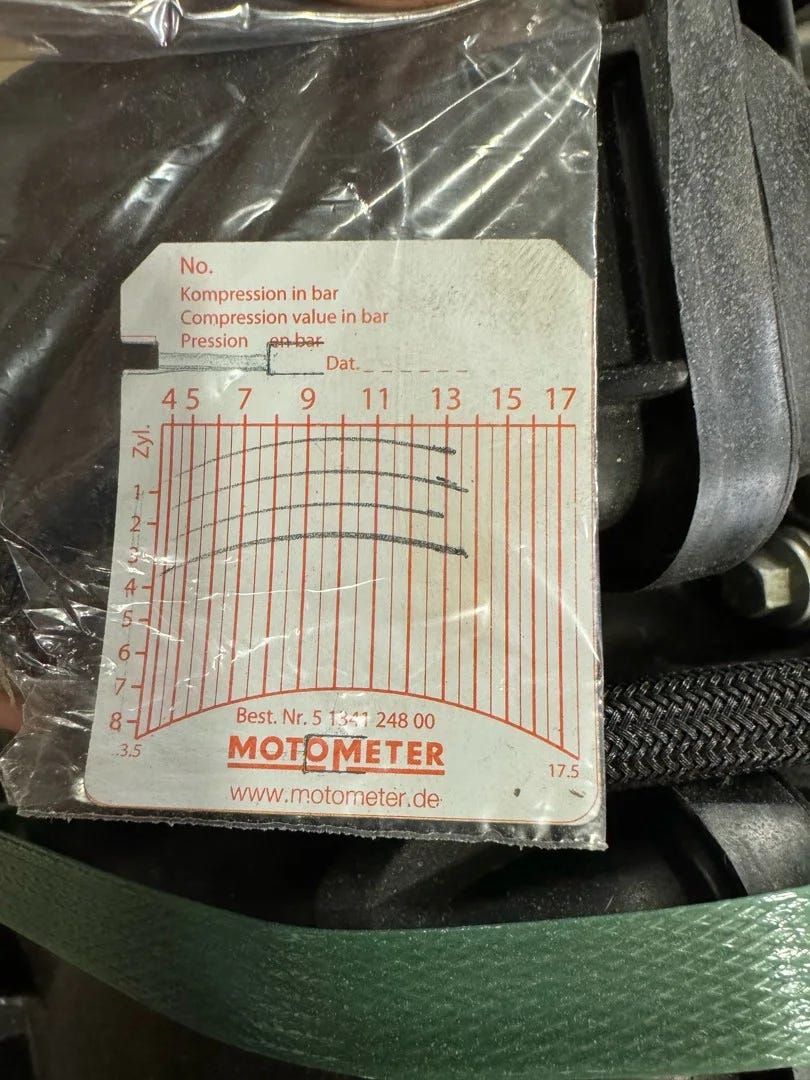 No.
Kompression in bar
Compression value in bar
Pression en bar
Dat.
4 5 7 9 11 13 15 17
Zyl.
1
2
3
4
5
6
7
8
3.5
17.5
Best. Nr. 5 1341 248 00
MOTOMETER
www.motometer.de